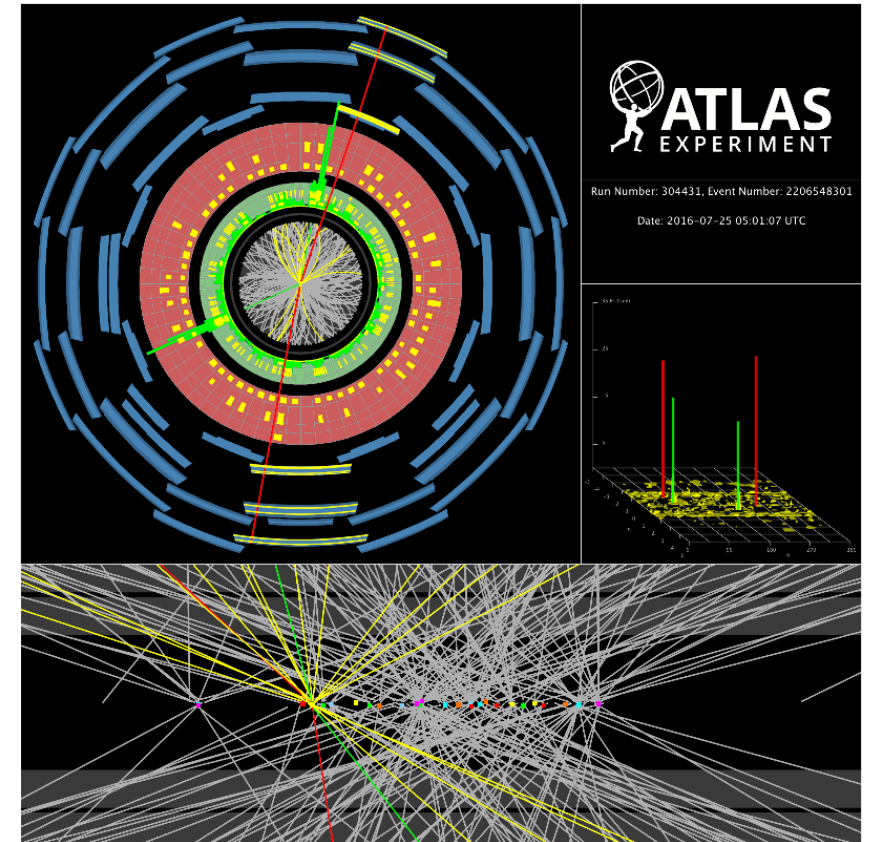 ATLAS
EXPERIMENT
Run Number: 304431, Event Number: 2206548301
Date: 2016-07-25 05:01:07 UTC